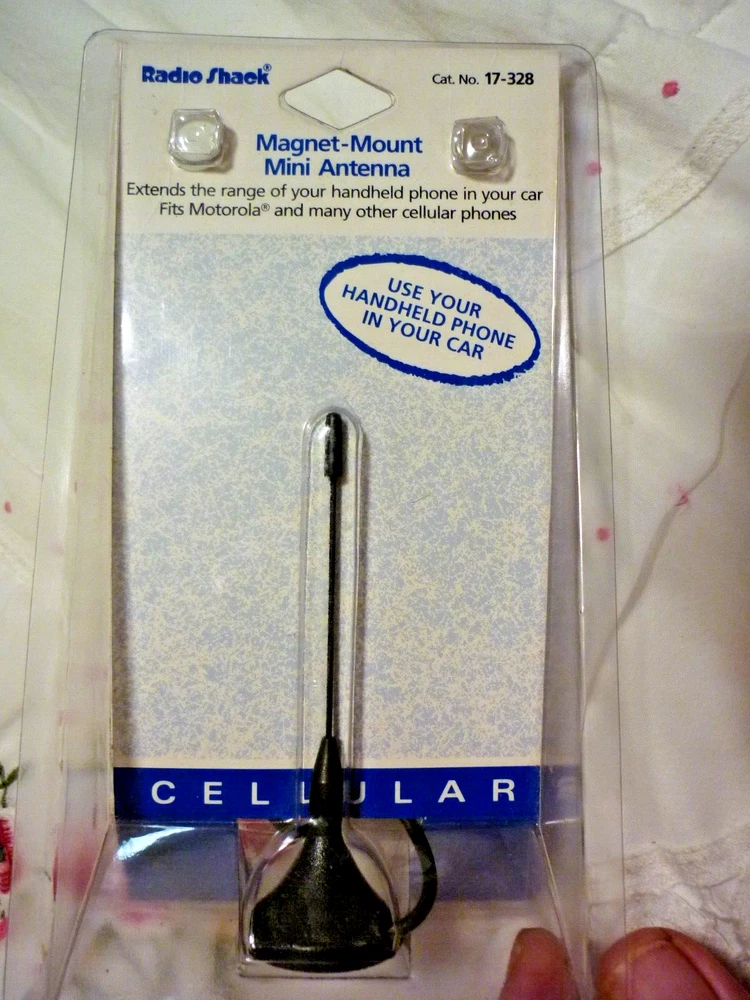 Radio Shack®
Cat. No. 17-328
Magnet-Mount
Mini Antenna
Extends the range of your handheld phone in your car
Fits Motorola® and many other cellular phones
USE YOUR
HANDHELD PHONE
IN YOUR CAR
CELLULAR